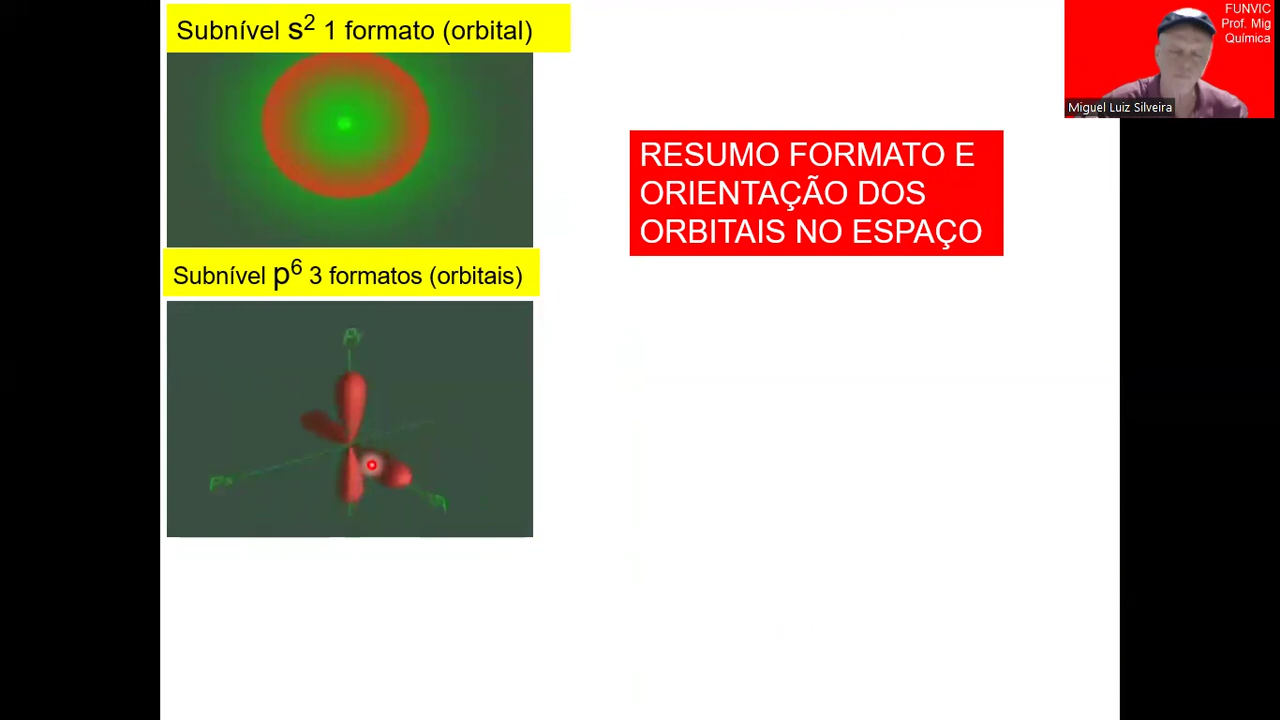 Subnível s² 1 formato (orbital)
FUNVIC
Prof. Mig
Química
Miguel Luiz Silveira
RESUMO FORMATO E
ORIENTAÇÃO DOS
ORBITAIS NO ESPAÇO
Subnível p⁶ 3 formatos (orbitais)